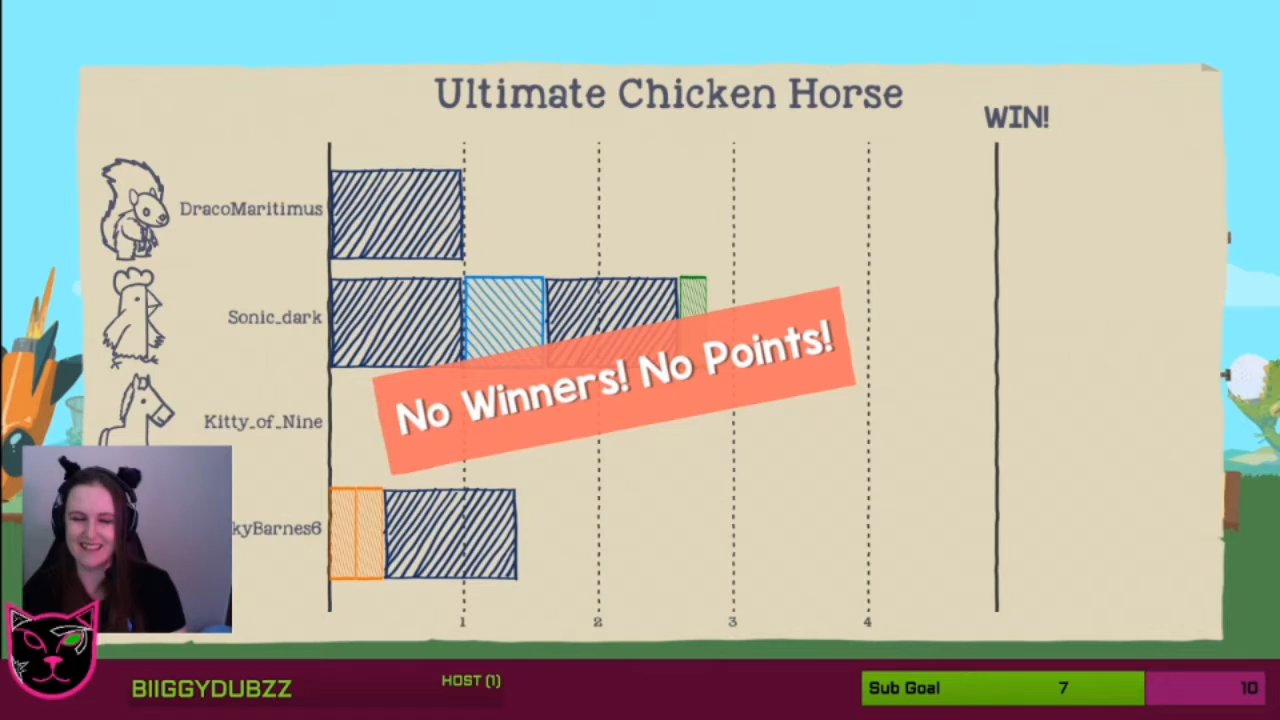 Ultimate Chicken Horse
WIN!
DracoMaritimus
Sonic_dark
No Winners! No Points!
Kitty_of_Nine
kyBarnes6
1 2 3 4
BIIGGYDUBZZ
HOST (1)
Sub Goal 7 10